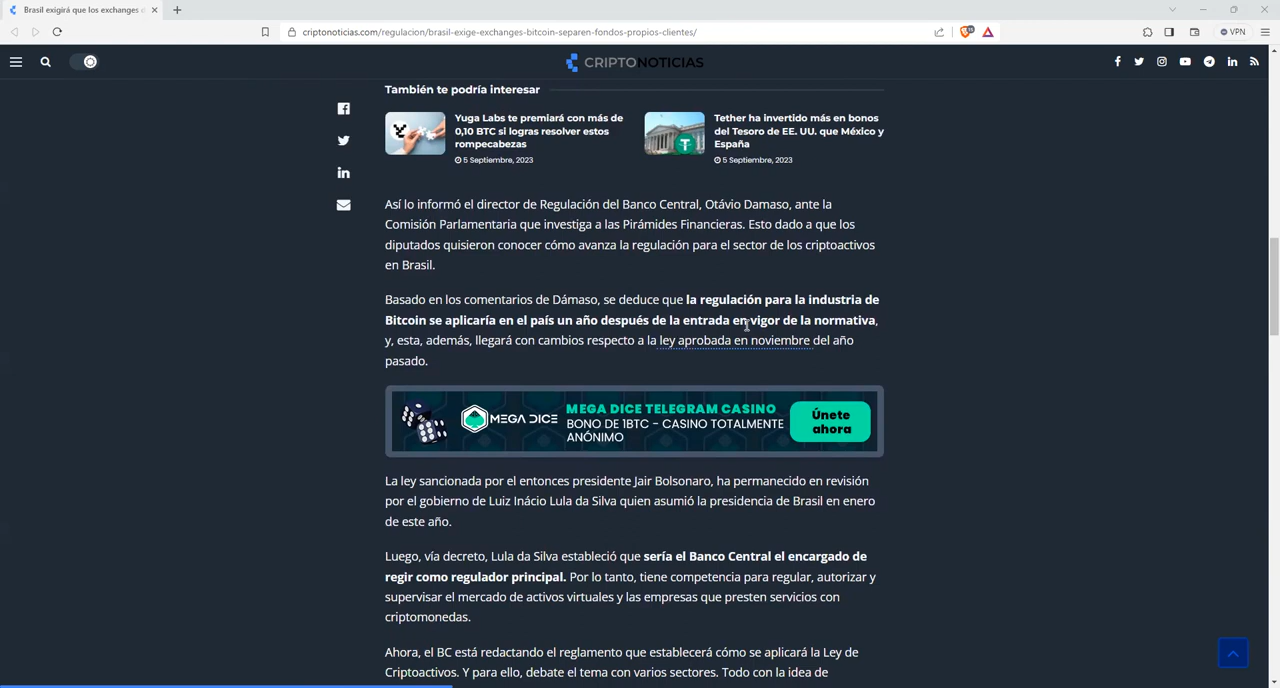 Brasil exigirá que los exchanges d
criptonoticias.com/regulacion/brasil-exige-exchanges-bitcoin-separen-fondos-propios-clientes/
VPN
CRIPTONOTICIAS
También te podría interesar
Yuga Labs te premiará con más de
0,10 BTC si logras resolver estos
rompecabezas
5 Septiembre, 2023
Tether ha invertido más en bonos
del Tesoro de EE. UU. que México y
España
5 Septiembre, 2023
Así lo informó el director de Regulación del Banco Central, Otávio Damaso, ante la
Comisión Parlamentaria que investiga a las Pirámides Financieras. Esto dado a que los
diputados quisieron conocer cómo avanza la regulación para el sector de los criptoactivos
en Brasil.
Basado en los comentarios de Dámaso, se deduce que la regulación para la industria de
Bitcoin se aplicaría en el país un año después de la entrada en vigor de la normativa,
y, esta, además, llegará con cambios respecto a la ley aprobada en noviembre del año
pasado.
MEGA DICE
MEGA DICE TELEGRAM CASINO
BONO DE 1BTC - CASINO TOTALMENTE
ANÓNIMO
Únete
ahora
La ley sancionada por el entonces presidente Jair Bolsonaro, ha permanecido en revisión
por el gobierno de Luiz Inácio Lula da Silva quien asumió la presidencia de Brasil en enero
de este año.
Luego, vía decreto, Lula da Silva estableció que sería el Banco Central el encargado de
regir como regulador principal. Por lo tanto, tiene competencia para regular, autorizar y
supervisar el mercado de activos virtuales y las empresas que presten servicios con
criptomonedas.
Ahora, el BC está redactando el reglamento que establecerá cómo se aplicará la Ley de
Criptoactivos. Y para ello, debate el tema con varios sectores. Todo con la idea de